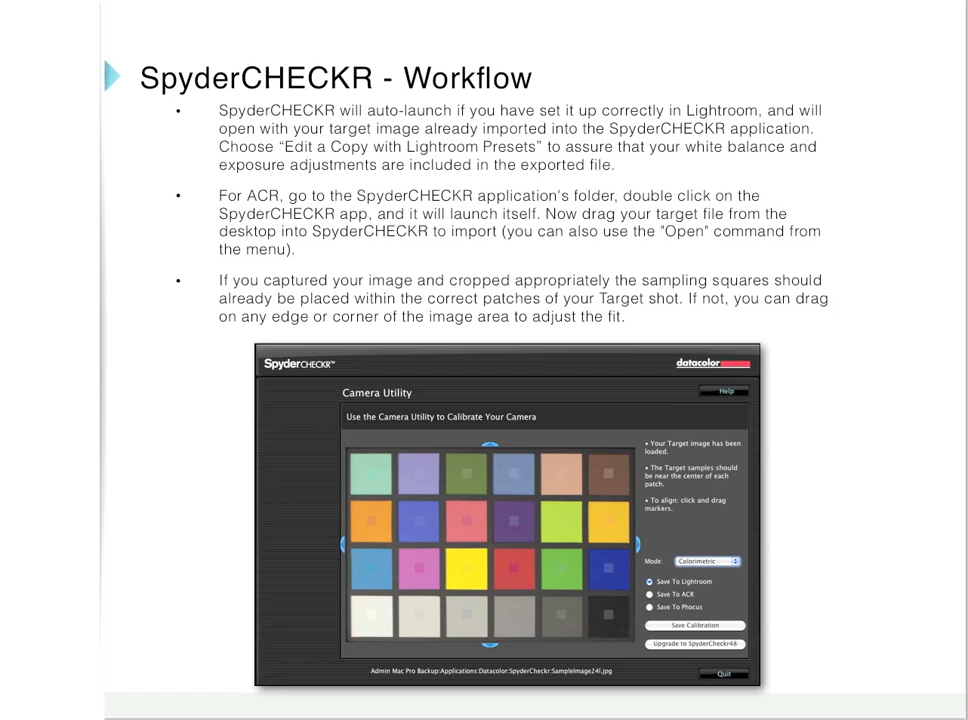 SpyderCHECKR - Workflow
• SpyderCHECKR will auto-launch if you have set it up correctly in Lightroom, and will
open with your target image already imported into the SpyderCHECKR application.
Choose “Edit a Copy with Lightroom Presets” to assure that your white balance and
exposure adjustments are included in the exported file.
• For ACR, go to the SpyderCHECKR application's folder, double click on the
SpyderCHECKR app, and it will launch itself. Now drag your target file from the
desktop into SpyderCHECKR to import (you can also use the "Open" command from
the menu).
• If you captured your image and cropped appropriately the sampling squares should
already be placed within the correct patches of your Target shot. If not, you can drag
on any edge or corner of the image area to adjust the fit.
SpyderCHECKR™
datacolor
Camera Utility
Help
Use the Camera Utility to Calibrate Your Camera
• Your Target image has been
loaded.
• The Target samples should
be near the center of each
patch.
• To align: click and drag
markers.
Mode: Colorimetric
Save To Lightroom
Save To ACR
Save To Phocus
Save Calibration
Upgrade to SpyderCheckr48
Admin Mac Pro Backup:Applications:Datacolor:SpyderCheckr:SampleImage24l.jpg
Quit